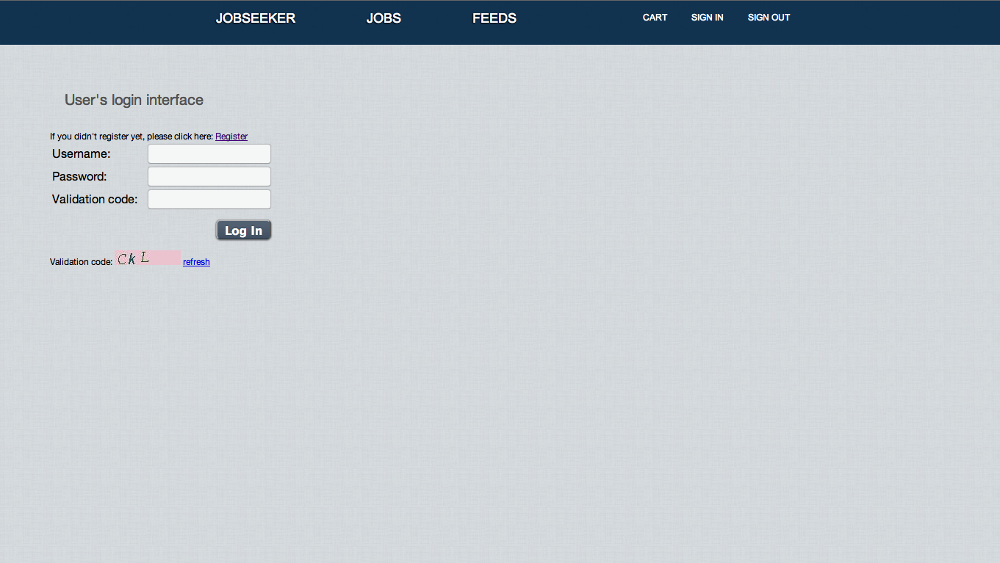 JOBSEEKER JOBS FEEDS CART SIGN IN SIGN OUT
User's login interface
If you didn't register yet, please click here: Register
Username:
Password:
Validation code:
Log In
Validation code: CkL refresh